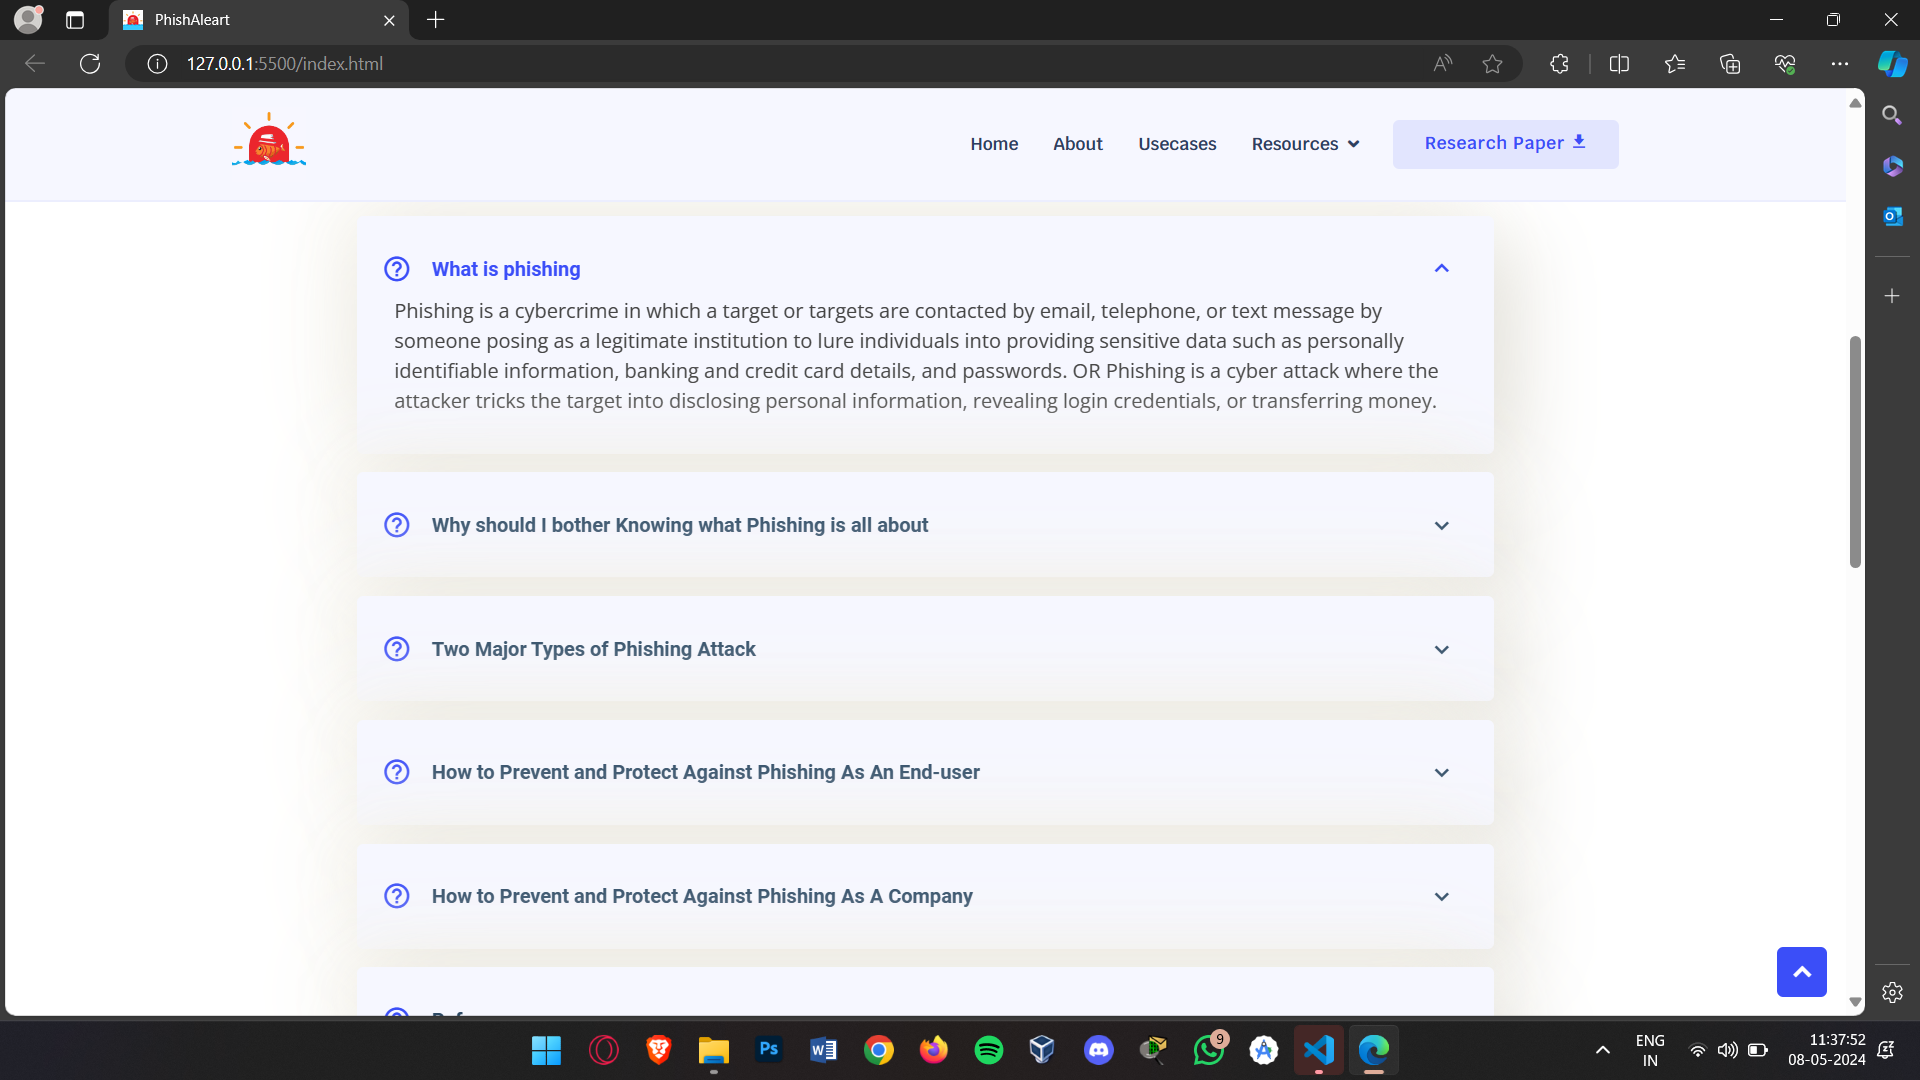 PhishAleart
127.0.0.1:5500/index.html
Home About Usecases Resources Research Paper
What is phishing
Phishing is a cybercrime in which a target or targets are contacted by email, telephone, or text message by
someone posing as a legitimate institution to lure individuals into providing sensitive data such as personally
identifiable information, banking and credit card details, and passwords. OR Phishing is a cyber attack where the
attacker tricks the target into disclosing personal information, revealing login credentials, or transferring money.
Why should I bother Knowing what Phishing is all about
Two Major Types of Phishing Attack
How to Prevent and Protect Against Phishing As An End-user
How to Prevent and Protect Against Phishing As A Company
Ps
9
ENG
IN
11:37:52
08-05-2024